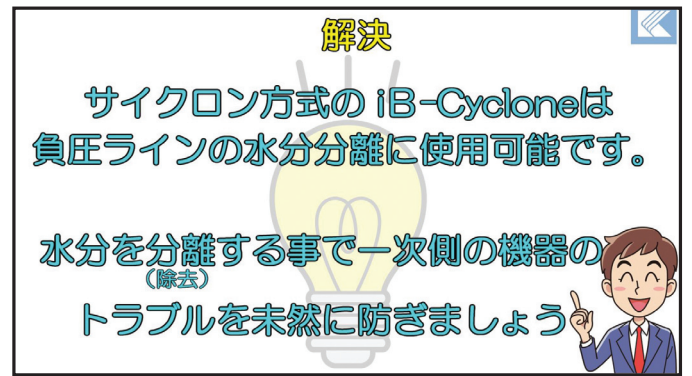 解決
サイクロン方式の iB-Cycloneは
負圧ラインの水分分離に使用可能です。
水分を分離する事で一次側の機器の
（除去）
トラブルを未然に防ぎましょう